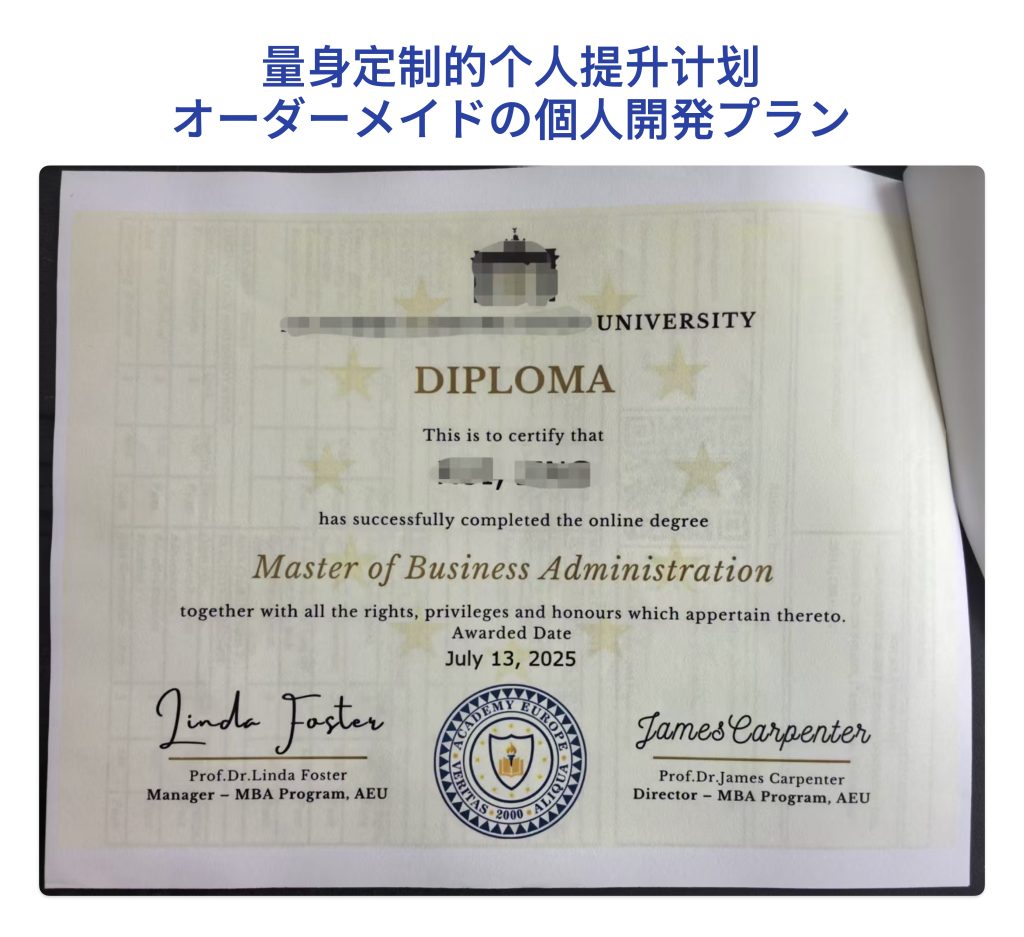 量身定制的个人提升计划
オーダーメイドの個人開発プラン
UNIVERSITY
DIPLOMA
This is to certify that
has successfully completed the online degree
Master of Business Administration
together with all the rights, privileges and honours which appertain thereto.
Awarded Date
July 13, 2025
Linda Foster
Prof.Dr.Linda Foster
Manager – MBA Program, AEU
ACADEMY EUROPE
VERITAS · 2000 · ALIQUA
James Carpenter
Prof.Dr.James Carpenter
Director – MBA Program, AEU